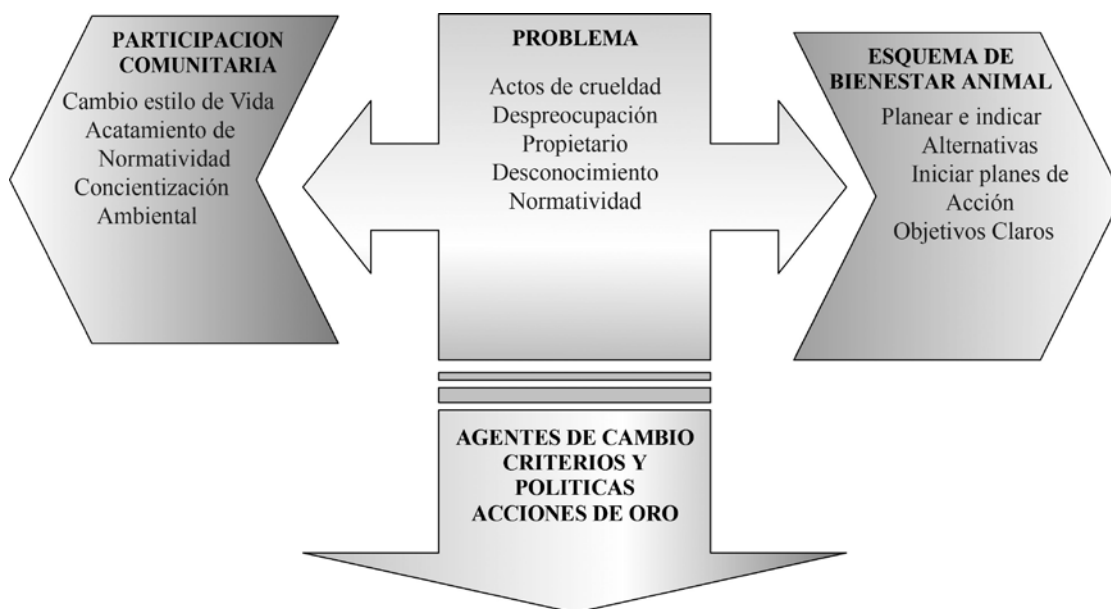 PARTICIPACION
COMUNITARIA
Cambio estilo de Vida
Acatamiento de
Normatividad
Concientización
Ambiental
PROBLEMA
Actos de crueldad
Despreocupación
Propietario
Desconocimiento
Normatividad
ESQUEMA DE
BIENESTAR ANIMAL
Planear e indicar
Alternativas
Iniciar planes de
Acción
Objetivos Claros
AGENTES DE CAMBIO
CRITERIOS Y
POLITICAS
ACCIONES DE ORO